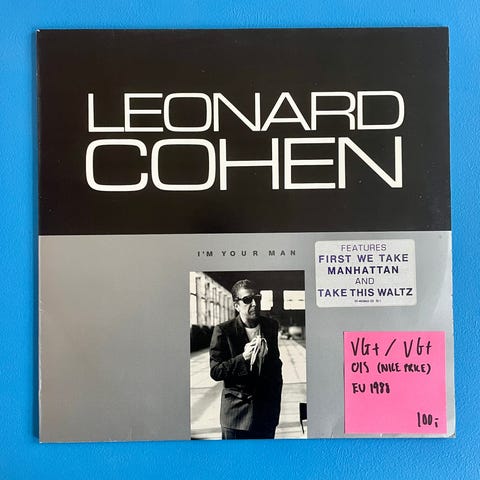 LEONARD
COHEN
I'M YOUR MAN
FEATURES
FIRST WE TAKE
MANHATTAN
AND
TAKE THIS WALTZ
VG+ / VG+
OIS (NICE PRICE)
EU 1988
100,-